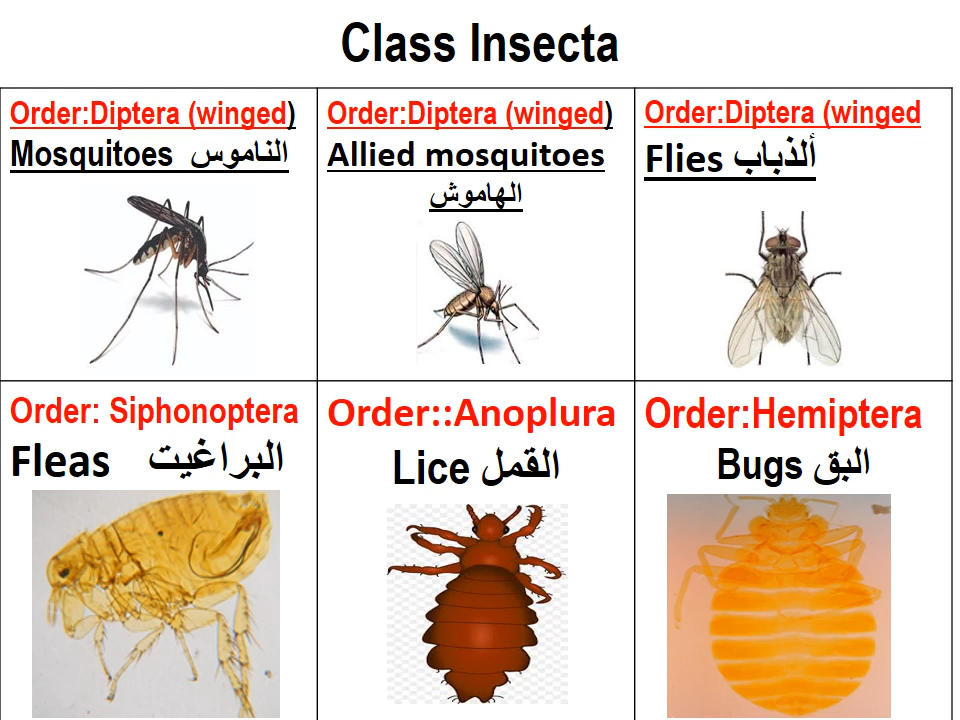 Class Insecta
Order:Diptera (winged)
Mosquitoes الناموس
Order:Diptera (winged)
Allied mosquitoes
الهاموش
Order:Diptera (winged
Flies ألذباب
Order: Siphonoptera
Fleas البراغيت
Order::Anoplura
Lice القمل
Order:Hemiptera
Bugs البق